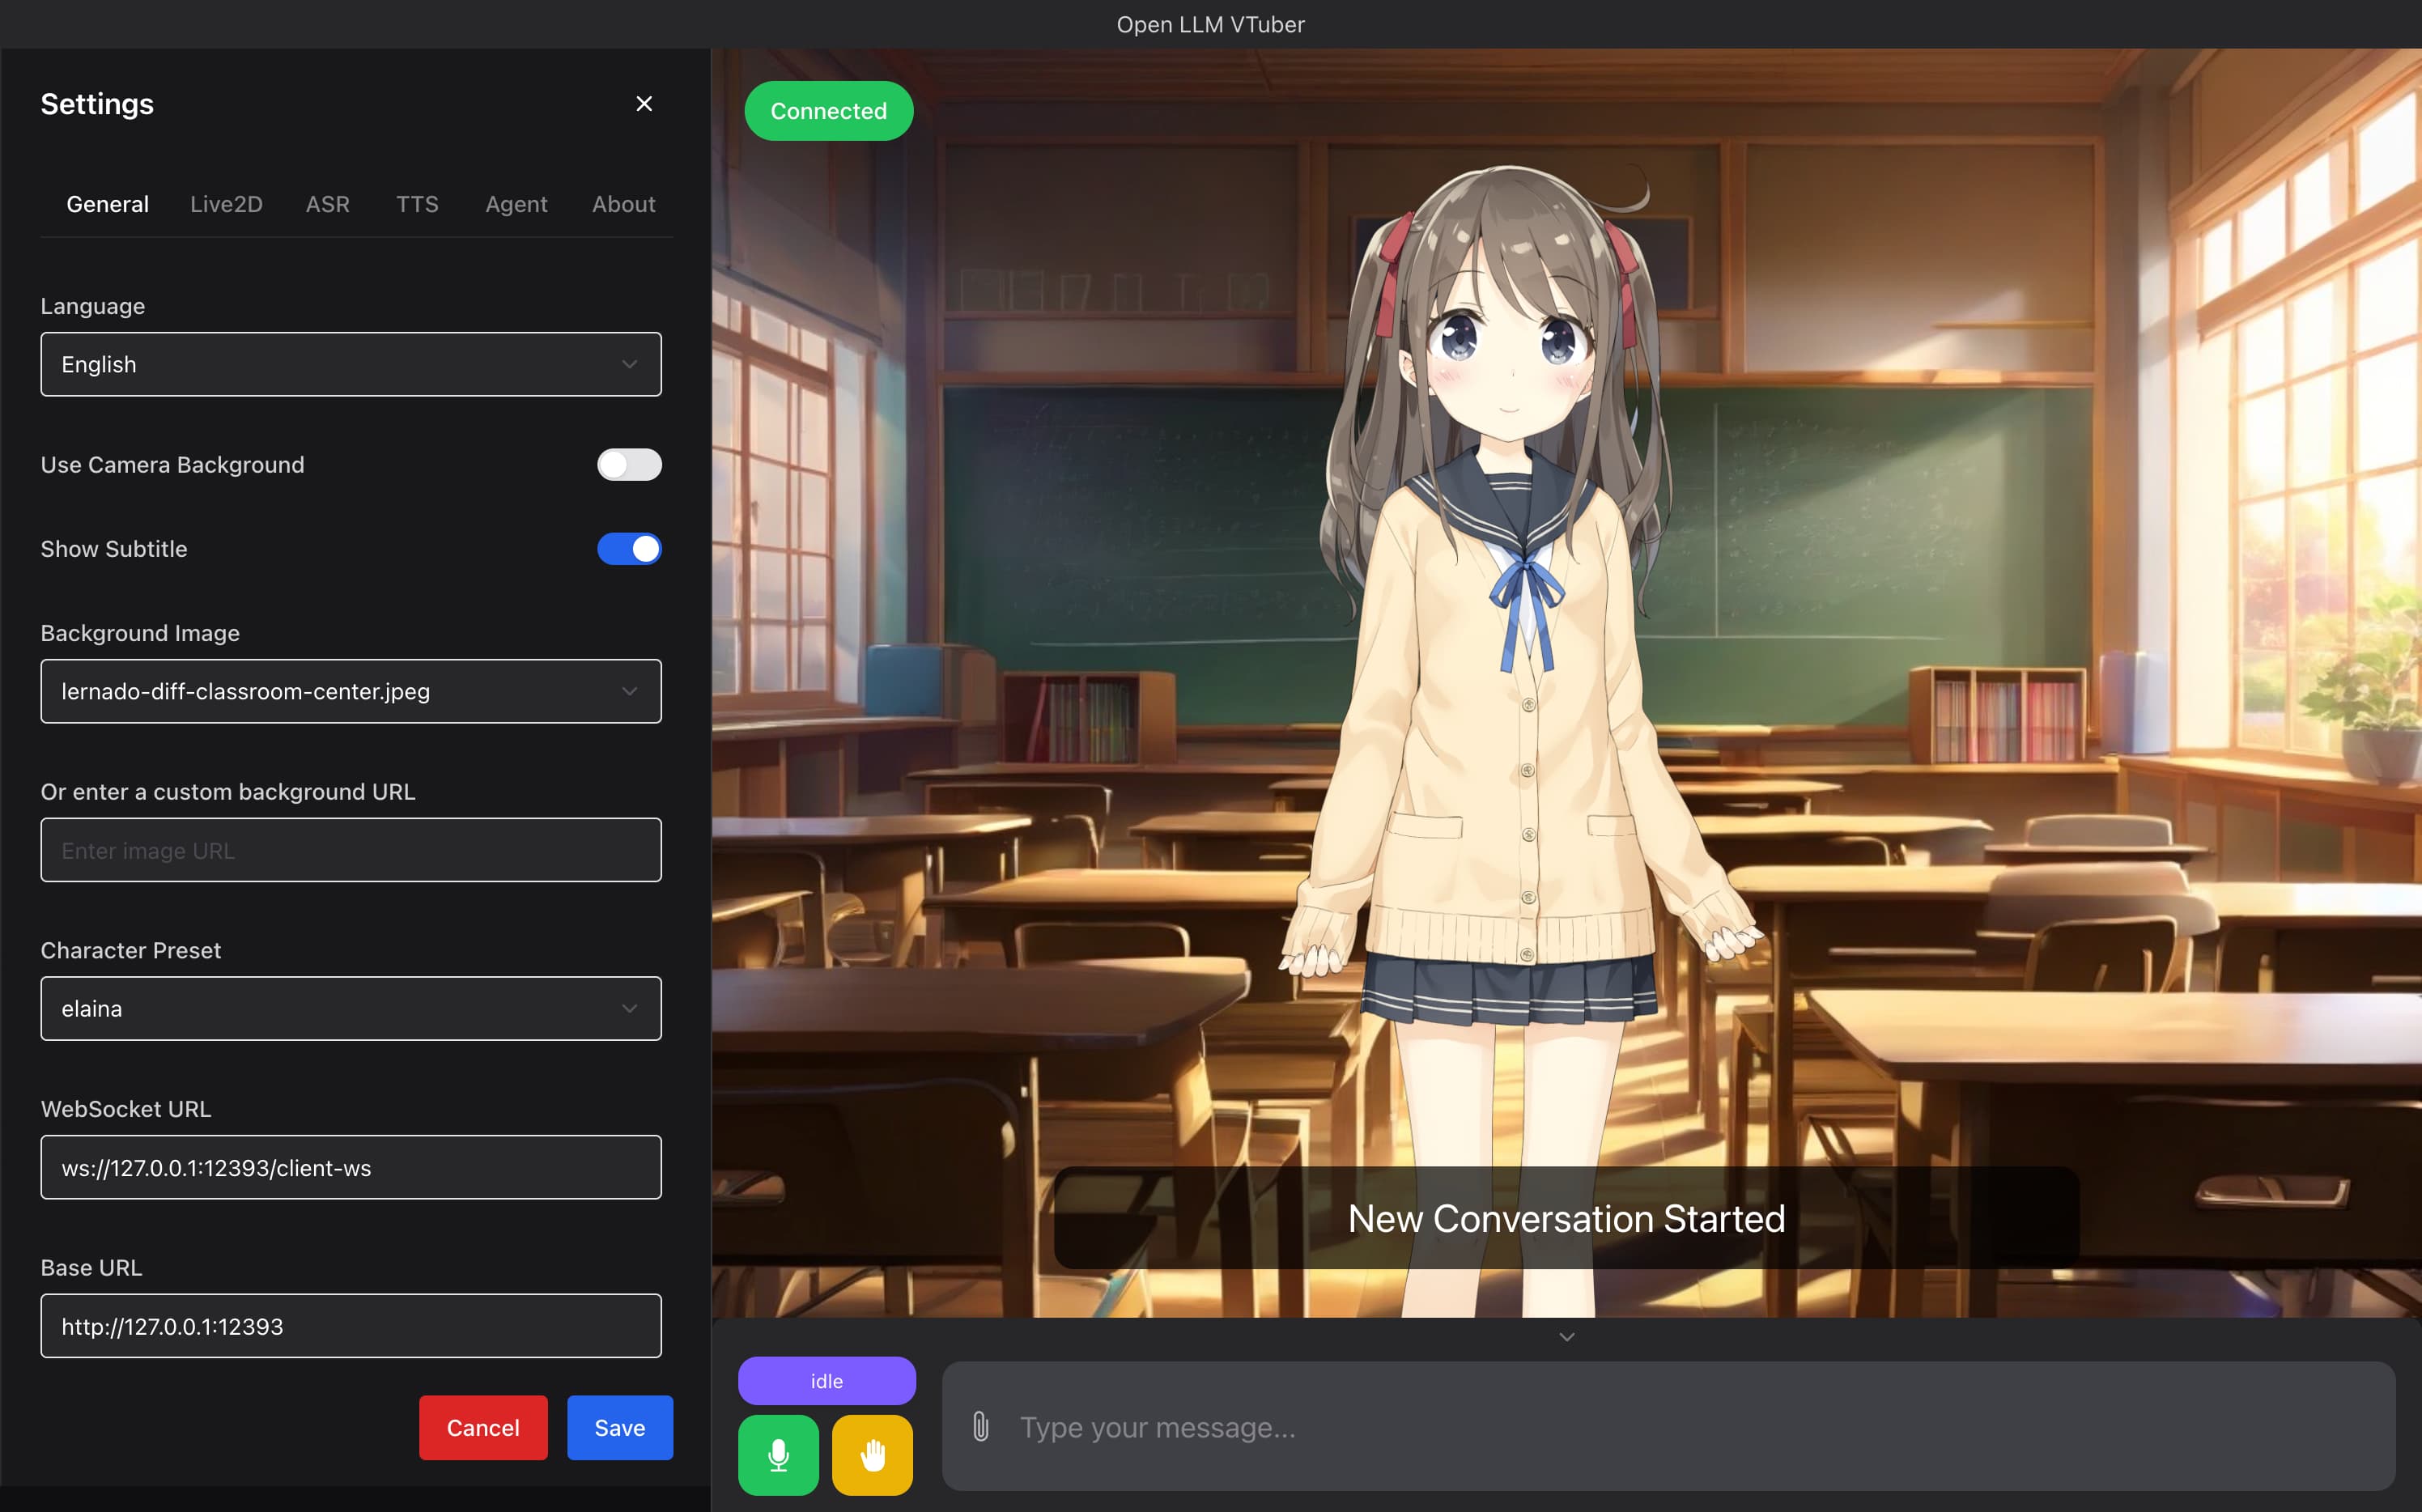 Open LLM VTuber
Settings
General Live2D ASR TTS Agent About
Language
English
Use Camera Background
Show Subtitle
Background Image
lernado-diff-classroom-center.jpeg
Or enter a custom background URL
Enter image URL
Character Preset
elaina
WebSocket URL
ws://127.0.0.1:12393/client-ws
Base URL
http://127.0.0.1:12393
Cancel Save
Connected
New Conversation Started
idle
Type your message...